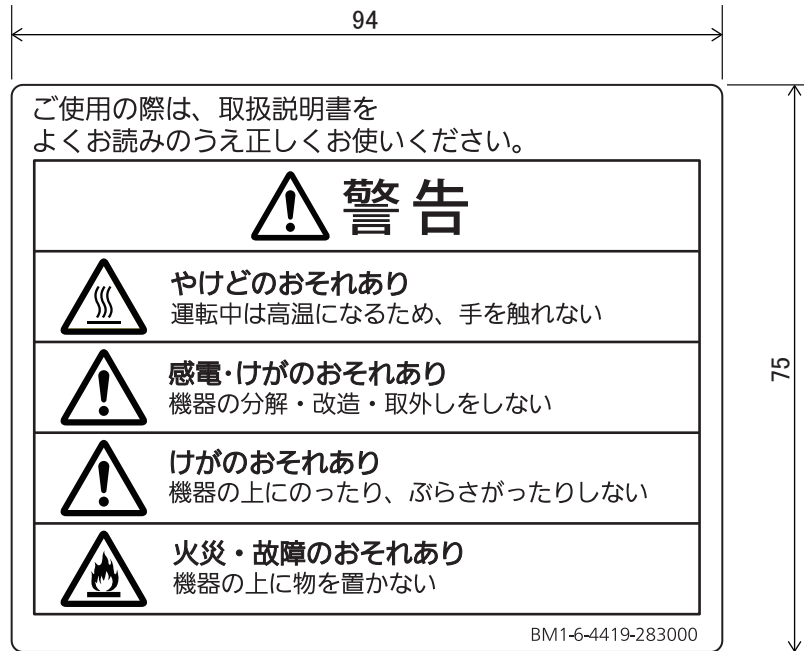 94
75
ご使用の際は、取扱説明書を
よくお読みのうえ正しくお使いください。
警告
やけどのおそれあり
運転中は高温になるため、手を触れない
感電・けがのおそれあり
機器の分解・改造・取外しをしない
けがのおそれあり
機器の上にのったり、ぶらさがったりしない
火災・故障のおそれあり
機器の上に物を置かない
BM1-6-4419-283000